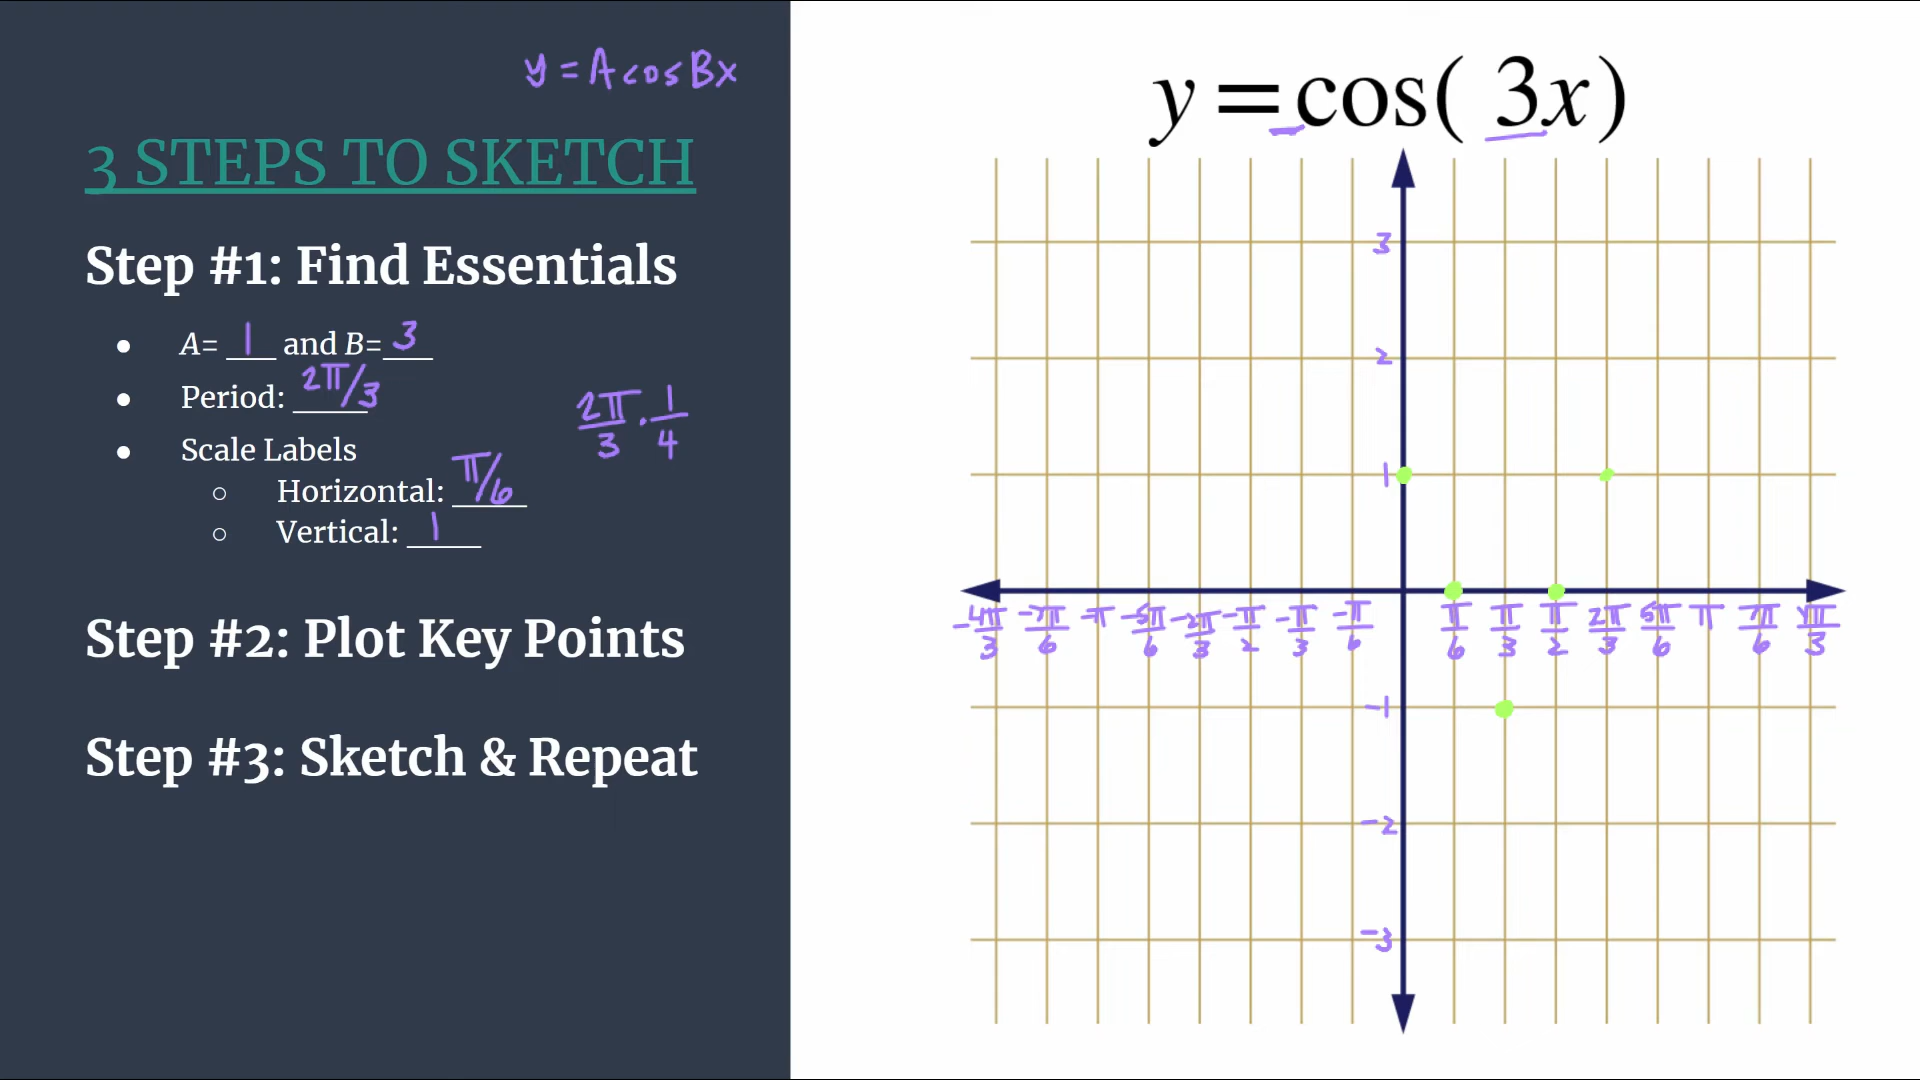 y = A cos Bx
3 STEPS TO SKETCH
Step #1: Find Essentials
● A= 1 and B= 3
● Period: 2π/3
2π/3 · 1/4
● Scale Labels
○ Horizontal: π/6
○ Vertical: 1
Step #2: Plot Key Points
Step #3: Sketch & Repeat
y = cos( 3x)
3
2
1
-4π/3 -7π/6 -π -5π/6 -2π/3 -π/2 -π/3 -π/6 π/6 π/3 π/2 2π/3 5π/6 π 7π/6 4π/3
-1
-2
-3